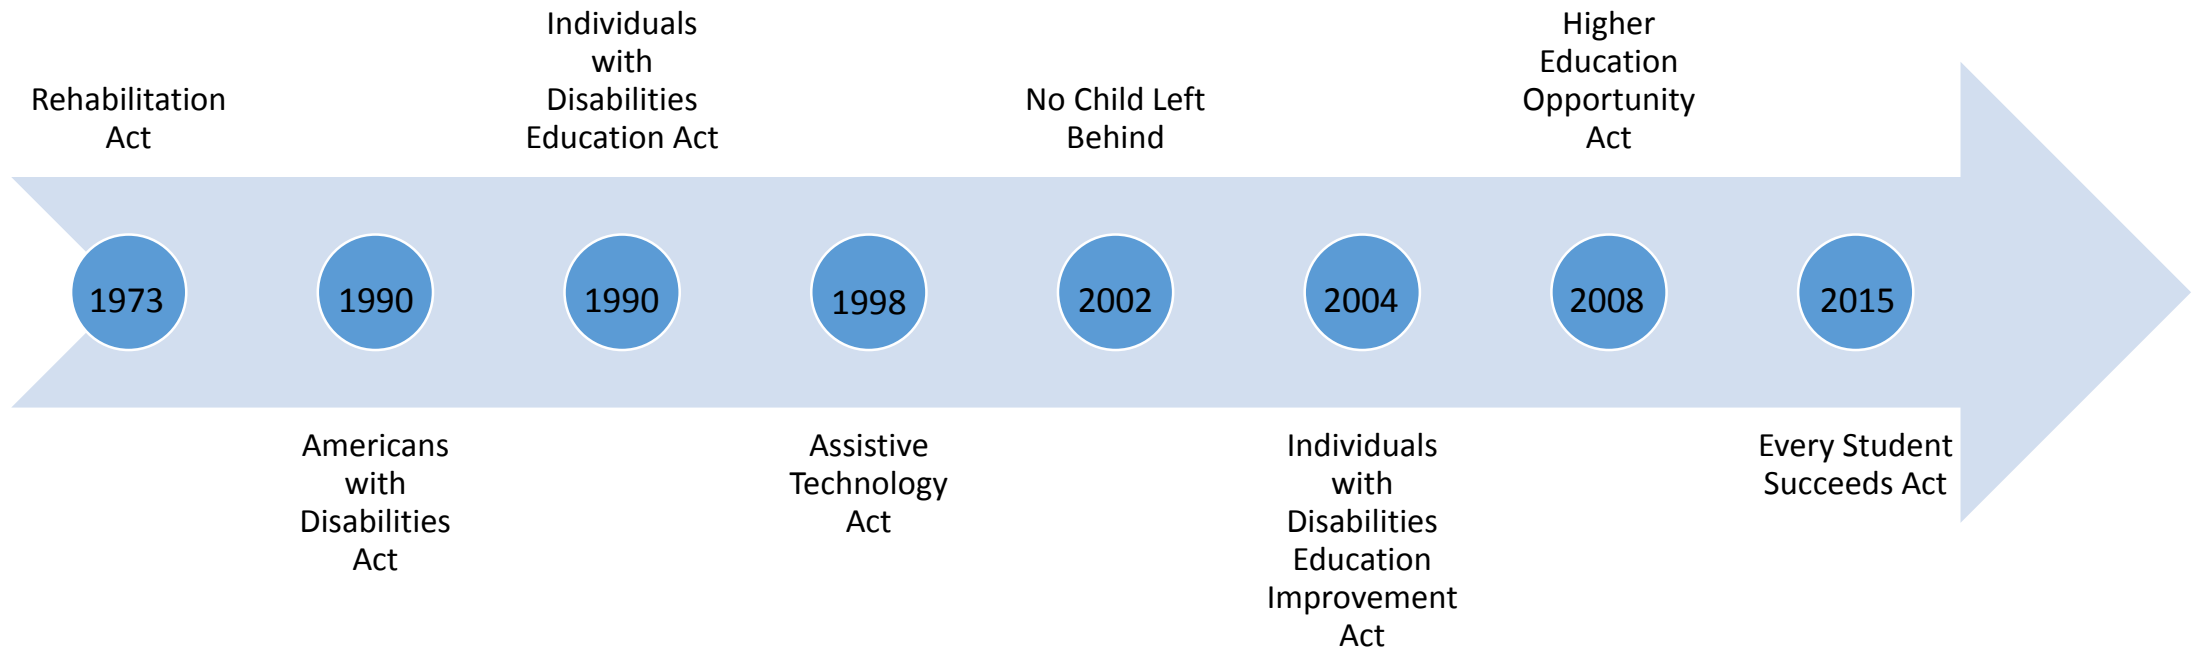 Rehabilitation
Act
1973
1990
Americans
with
Disabilities
Act
Individuals
with
Disabilities
Education Act
1990
1998
Assistive
Technology
Act
No Child Left
Behind
2002
2004
Individuals
with
Disabilities
Education
Improvement
Act
Higher
Education
Opportunity
Act
2008
2015
Every Student
Succeeds Act